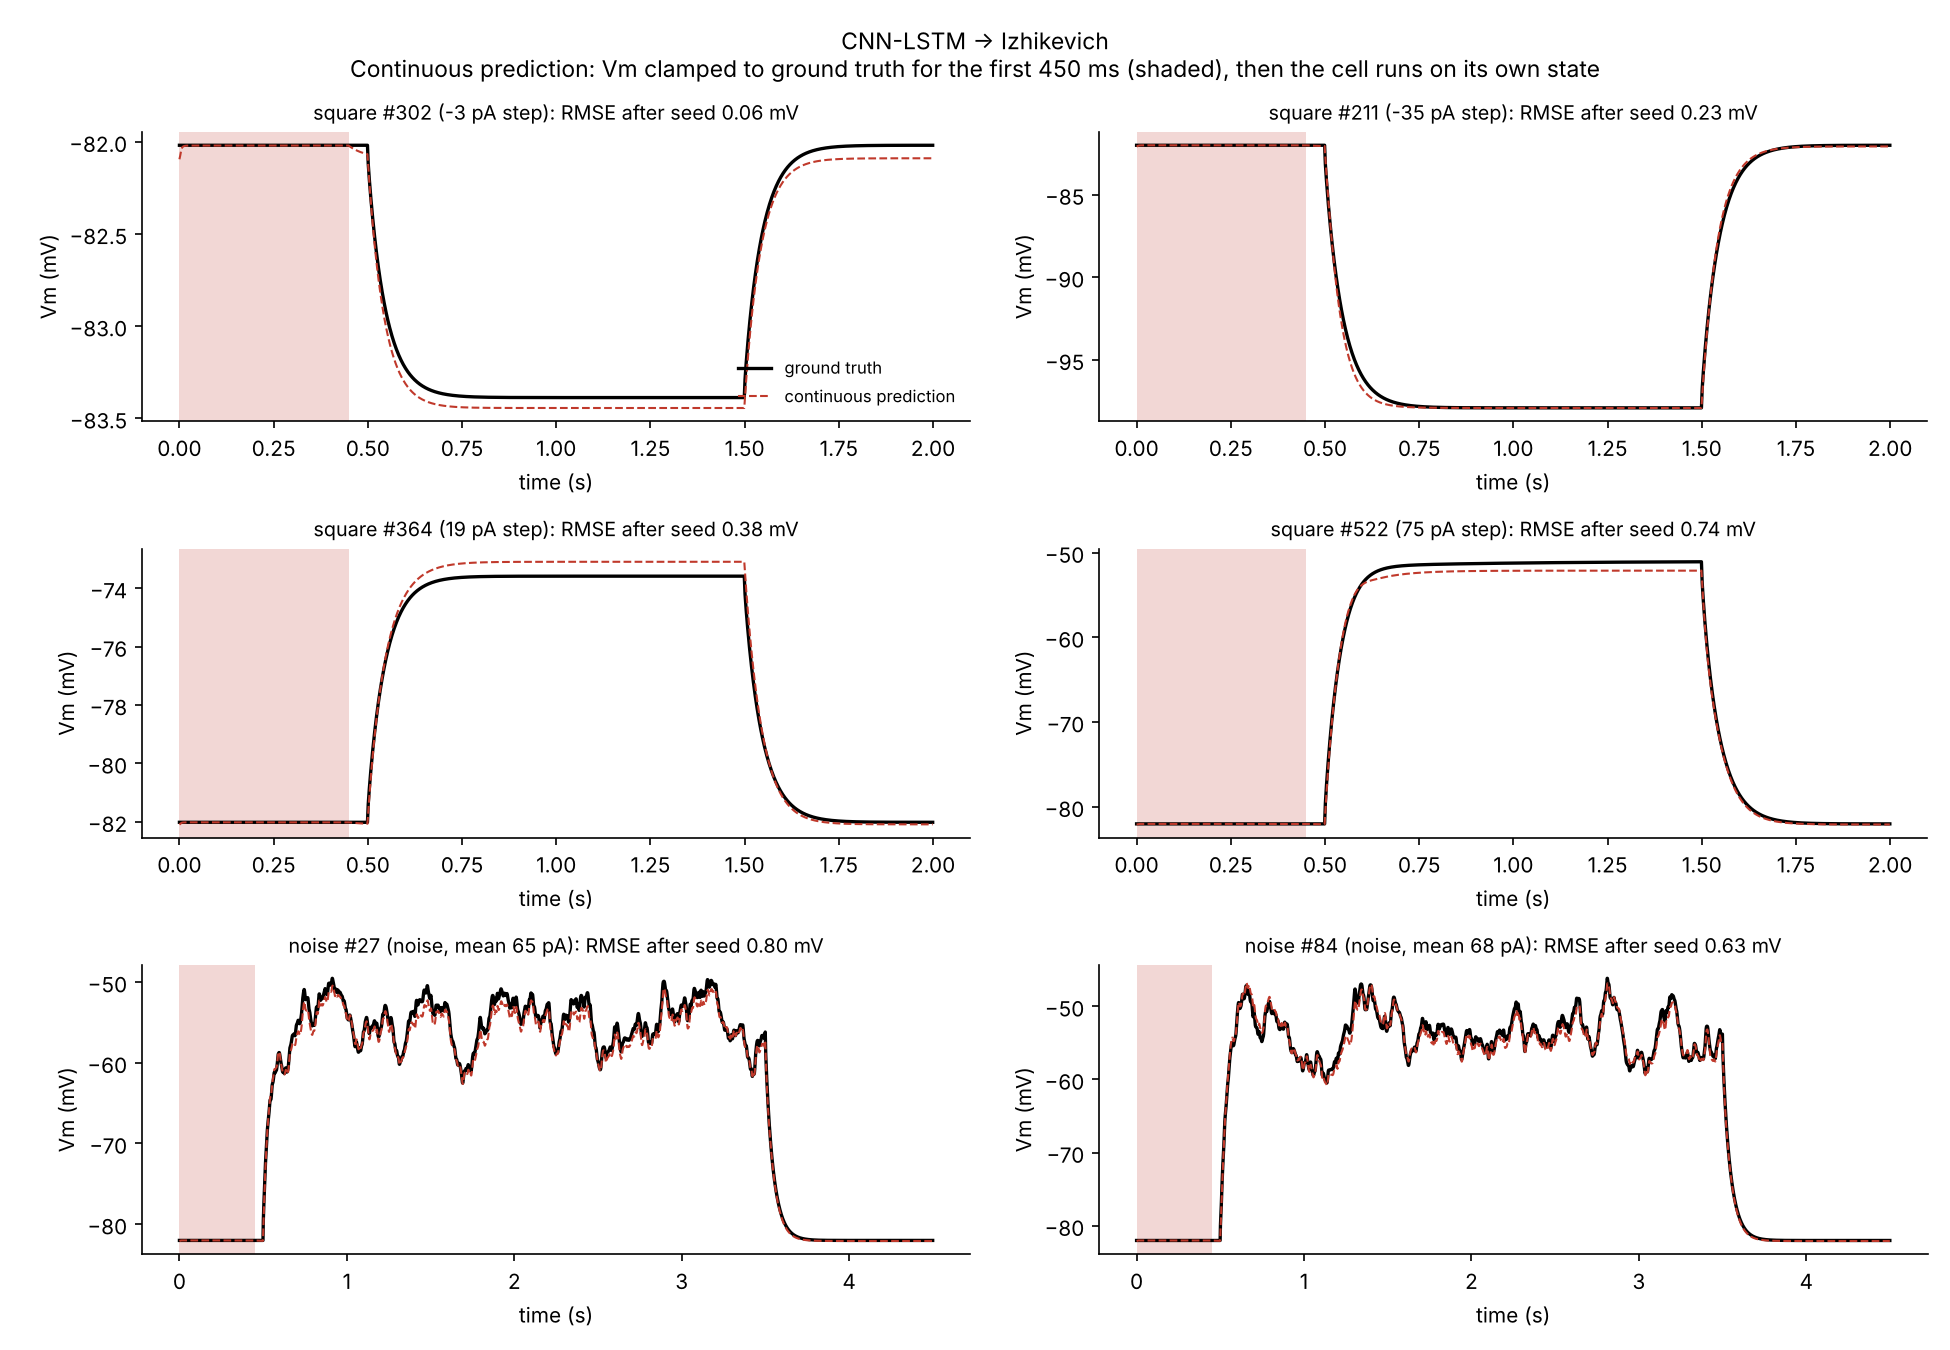 CNN-LSTM → Izhikevich
Continuous prediction: Vm clamped to ground truth for the first 450 ms (shaded), then the cell runs on its own state
square #302 (-3 pA step): RMSE after seed 0.06 mV
Vm (mV)
−82.0
−82.5
−83.0
−83.5
ground truth
continuous prediction
0.00 0.25 0.50 0.75 1.00 1.25 1.50 1.75 2.00
time (s)
square #211 (-35 pA step): RMSE after seed 0.23 mV
Vm (mV)
−85
−90
−95
0.00 0.25 0.50 0.75 1.00 1.25 1.50 1.75 2.00
time (s)
square #364 (19 pA step): RMSE after seed 0.38 mV
Vm (mV)
−74
−76
−78
−80
−82
0.00 0.25 0.50 0.75 1.00 1.25 1.50 1.75 2.00
time (s)
square #522 (75 pA step): RMSE after seed 0.74 mV
Vm (mV)
−50
−60
−70
−80
0.00 0.25 0.50 0.75 1.00 1.25 1.50 1.75 2.00
time (s)
noise #27 (noise, mean 65 pA): RMSE after seed 0.80 mV
Vm (mV)
−50
−60
−70
−80
0 1 2 3 4
time (s)
noise #84 (noise, mean 68 pA): RMSE after seed 0.63 mV
Vm (mV)
−50
−60
−70
−80
0 1 2 3 4
time (s)